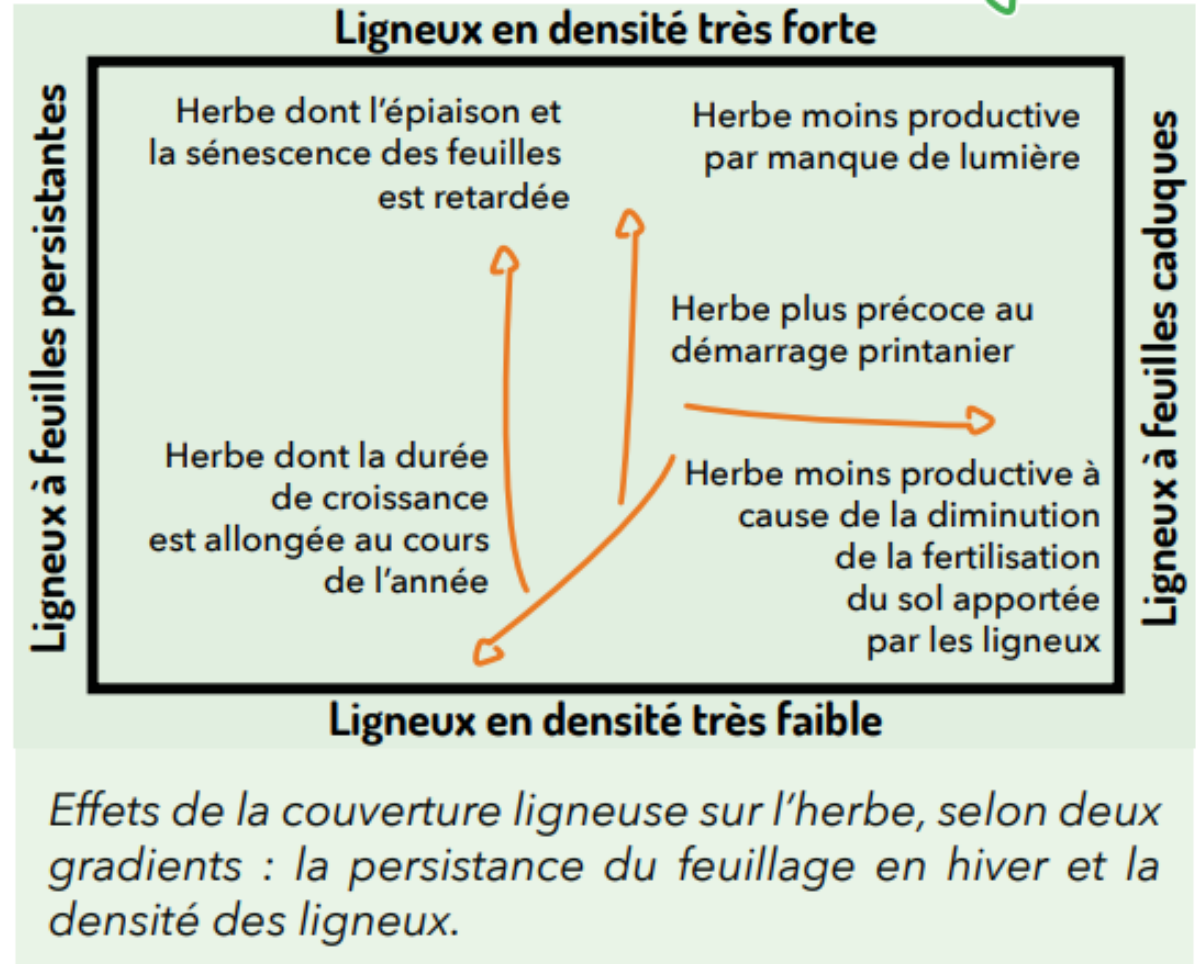 Ligneux en densité très forte
Ligneux à feuilles persistantes
Herbe dont l'épiaison et
la sénescence des feuilles
est retardée
Herbe moins productive
par manque de lumière
Herbe plus précoce au
démarrage printanier
Herbe dont la durée
de croissance
est allongée au cours
de l'année
Herbe moins productive à
cause de la diminution
de la fertilisation
du sol apportée
par les ligneux
Ligneux à feuilles caduques
Ligneux en densité très faible
Effets de la couverture ligneuse sur l'herbe, selon deux
gradients : la persistance du feuillage en hiver et la
densité des ligneux.